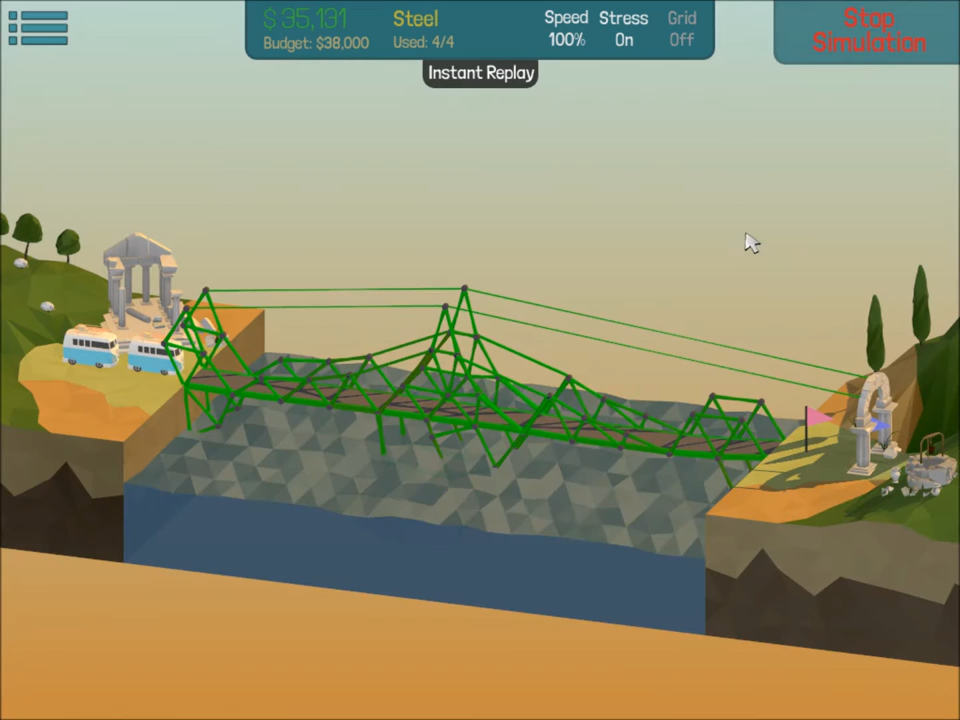 $ 35,131
Budget: $38,000
Steel
Used: 4/4
Speed
100%
Stress
On
Grid
Off
Stop
Simulation
Instant Replay